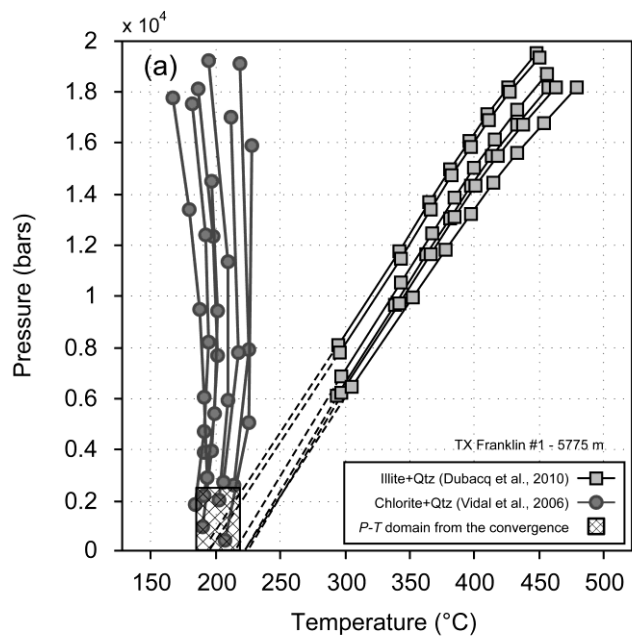 x 10⁴
(a)
2
1.8
1.6
1.4
1.2
1
0.8
0.6
0.4
0.2
0
Pressure (bars)
TX Franklin #1 - 5775 m
Illite+Qtz (Dubacq et al., 2010)
Chlorite+Qtz (Vidal et al., 2006)
P-T domain from the convergence
150 200 250 300 350 400 450 500
Temperature (°C)